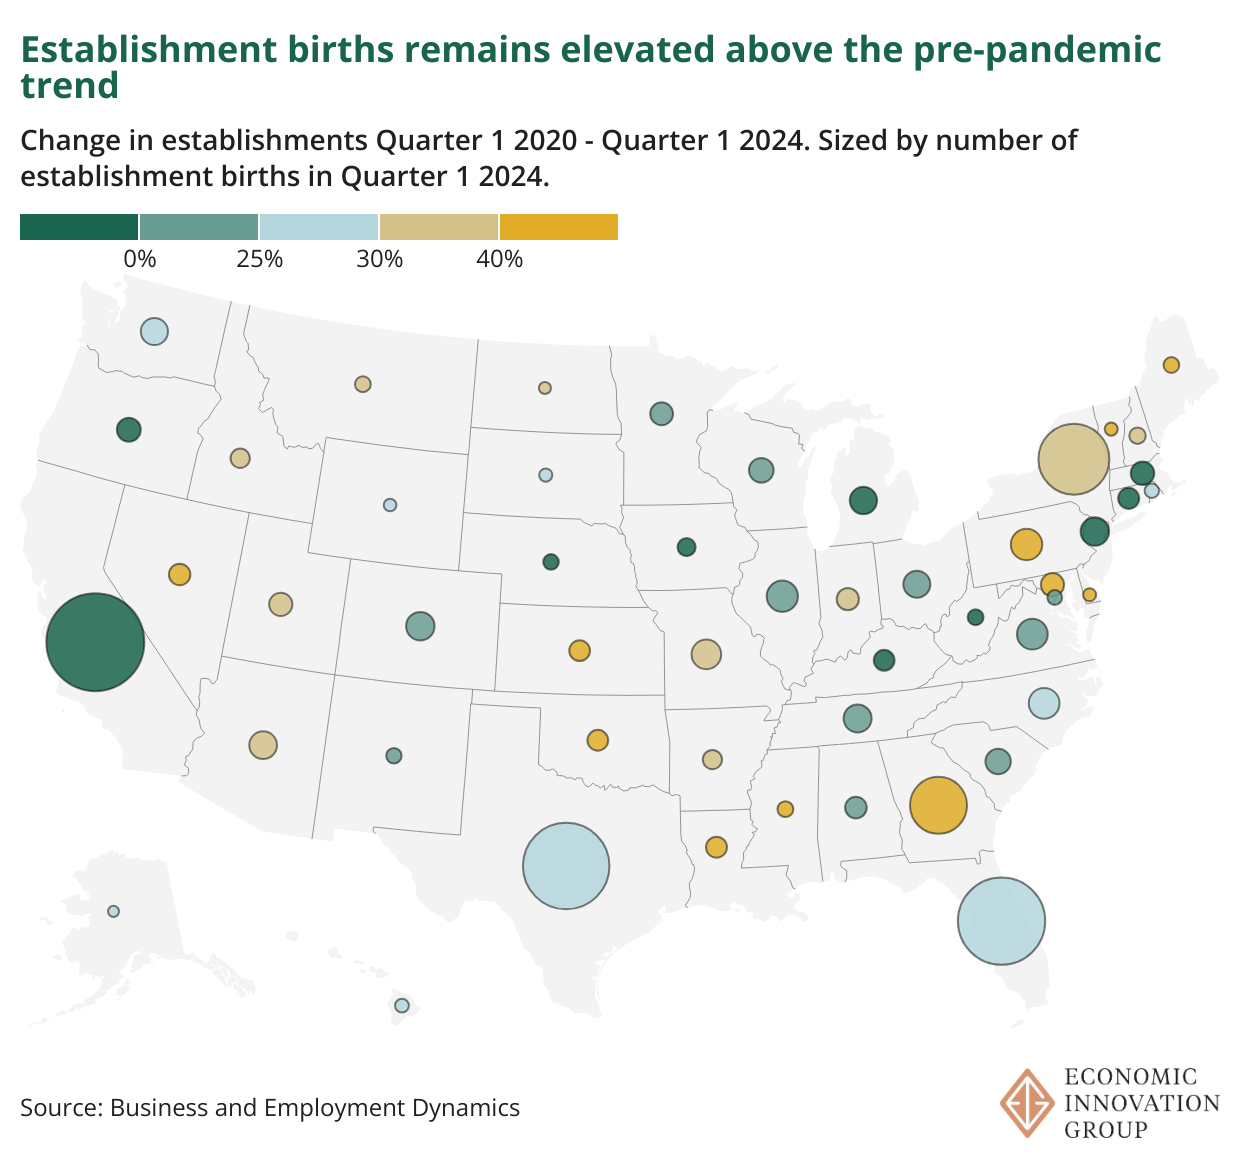 Establishment births remains elevated above the pre-pandemic
trend
Change in establishments Quarter 1 2020 - Quarter 1 2024. Sized by number of
establishment births in Quarter 1 2024.
0% 25% 30% 40%
Source: Business and Employment Dynamics
ECONOMIC
INNOVATION
GROUP